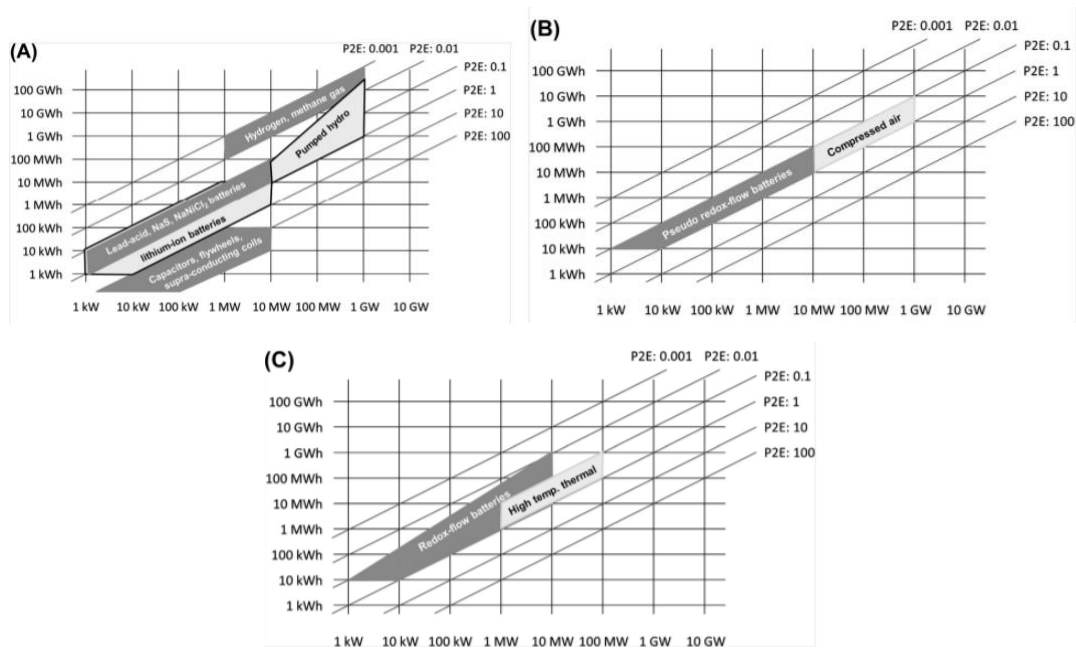 (A)
P2E: 0.001 P2E: 0.01
P2E: 0.1
P2E: 1
P2E: 10
P2E: 100
100 GWh
10 GWh
1 GWh
100 MWh
10 MWh
1 MWh
100 kWh
10 kWh
1 kWh
Hydrogen, methane gas
Pumped hydro
Lead-acid, NaS, NaNiCl₂ batteries
lithium-ion batteries
Capacitors, flywheels,
supra-conducting coils
1 kW 10 kW 100 kW 1 MW 10 MW 100 MW 1 GW 10 GW
(B)
P2E: 0.001 P2E: 0.01
P2E: 0.1
P2E: 1
P2E: 10
P2E: 100
100 GWh
10 GWh
1 GWh
100 MWh
10 MWh
1 MWh
100 kWh
10 kWh
1 kWh
Compressed air
Pseudo redox-flow batteries
1 kW 10 kW 100 kW 1 MW 10 MW 100 MW 1 GW 10 GW
(C)
P2E: 0.001 P2E: 0.01
P2E: 0.1
P2E: 1
P2E: 10
P2E: 100
100 GWh
10 GWh
1 GWh
100 MWh
10 MWh
1 MWh
100 kWh
10 kWh
1 kWh
High temp. thermal
Redox-flow batteries
1 kW 10 kW 100 kW 1 MW 10 MW 100 MW 1 GW 10 GW